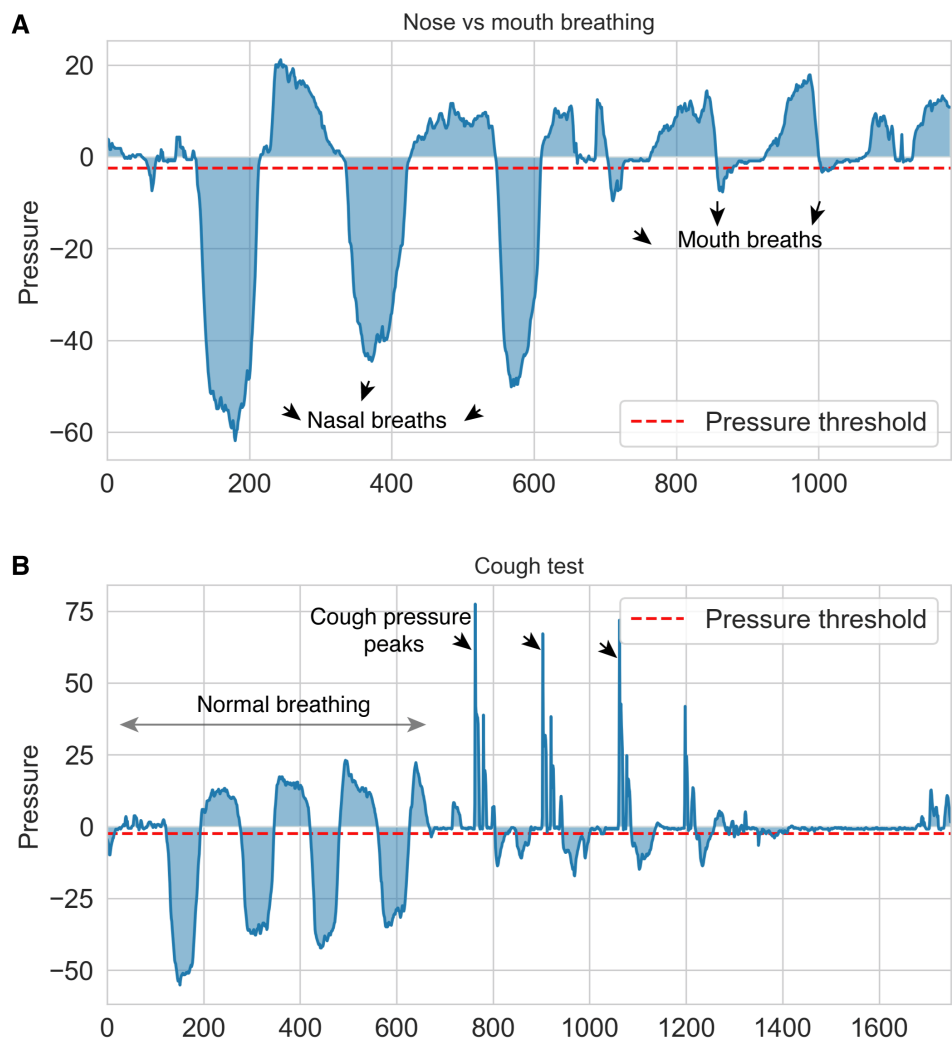 A
Nose vs mouth breathing
20
0
−20
−40
−60
Pressure
Mouth breaths
Nasal breaths
Pressure threshold
0 200 400 600 800 1000
B
Cough test
75
50
25
0
−25
−50
Pressure
Cough pressure
peaks
Pressure threshold
Normal breathing
0 200 400 600 800 1000 1200 1400 1600